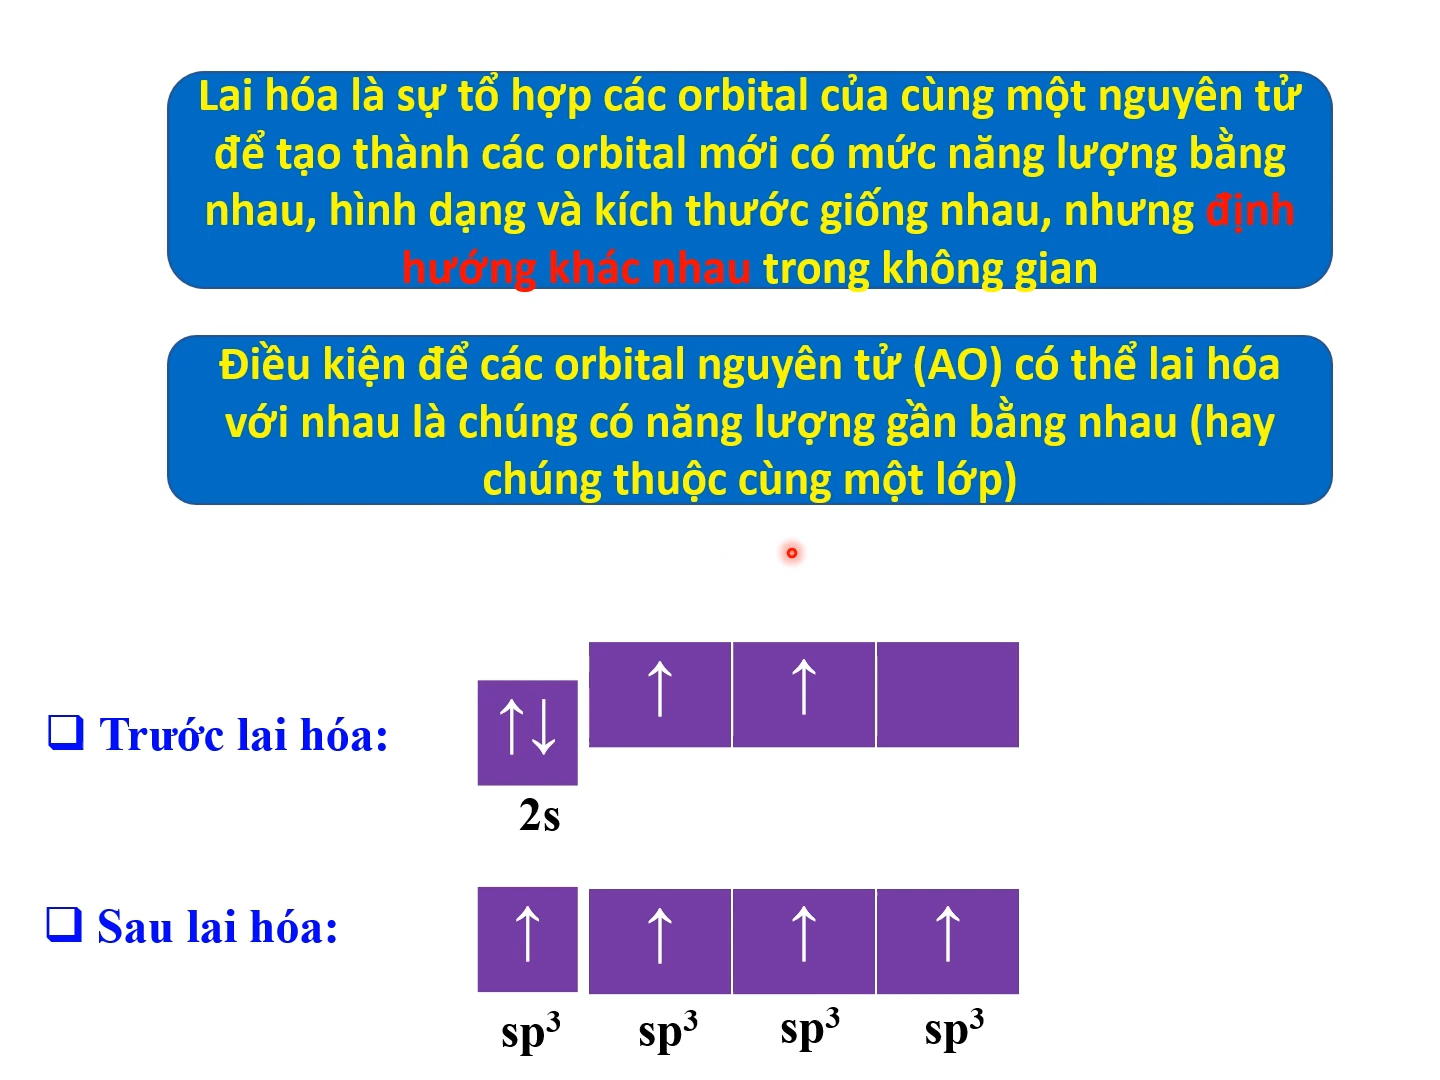 Lai hóa là sự tổ hợp các orbital của cùng một nguyên tử
để tạo thành các orbital mới có mức năng lượng bằng
nhau, hình dạng và kích thước giống nhau, nhưng định
hướng khác nhau trong không gian
Điều kiện để các orbital nguyên tử (AO) có thể lai hóa
với nhau là chúng có năng lượng gần bằng nhau (hay
chúng thuộc cùng một lớp)
❑ Trước lai hóa:
↑↓ ↑ ↑
2s
❑ Sau lai hóa:
↑ ↑ ↑ ↑
sp³ sp³ sp³ sp³